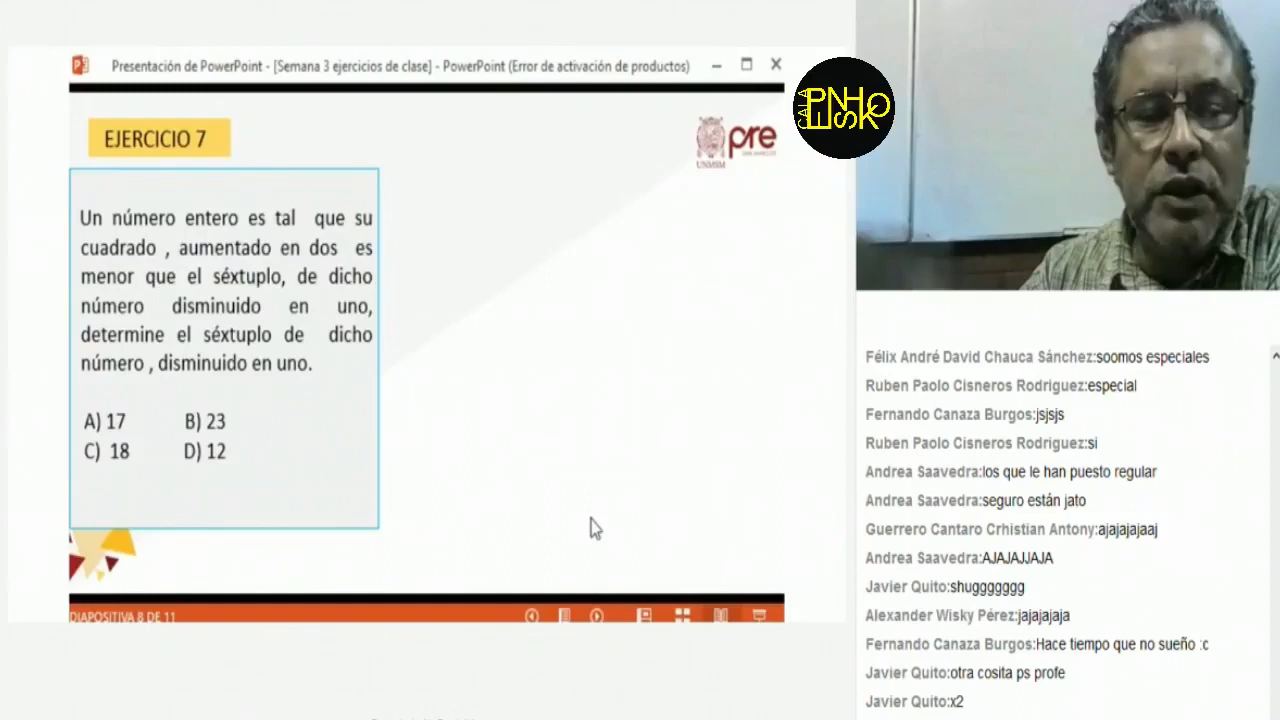 Presentación de PowerPoint - [Semana 3 ejercicios de clase] - PowerPoint (Error de activación de productos)
EJERCICIO 7
UNMSM
pre
CALA
PNHO
ESK
Un número entero es tal que su
cuadrado , aumentado en dos es
menor que el séxtuplo, de dicho
número disminuido en uno,
determine el séxtuplo de dicho
número , disminuido en uno.
A) 17 B) 23
C) 18 D) 12
DIAPOSITIVA 8 DE 11
Félix André David Chauca Sánchez:soomos especiales
Ruben Paolo Cisneros Rodriguez:especial
Fernando Canaza Burgos:jsjsjs
Ruben Paolo Cisneros Rodriguez:si
Andrea Saavedra:los que le han puesto regular
Andrea Saavedra:seguro están jato
Guerrero Cantaro Crhistian Antony:ajajajajaaj
Andrea Saavedra:AJAJAJJAJA
Javier Quito:shuggggggg
Alexander Wisky Pérez:jajajajaja
Fernando Canaza Burgos:Hace tiempo que no sueño :c
Javier Quito:otra cosita ps profe
Javier Quito:x2